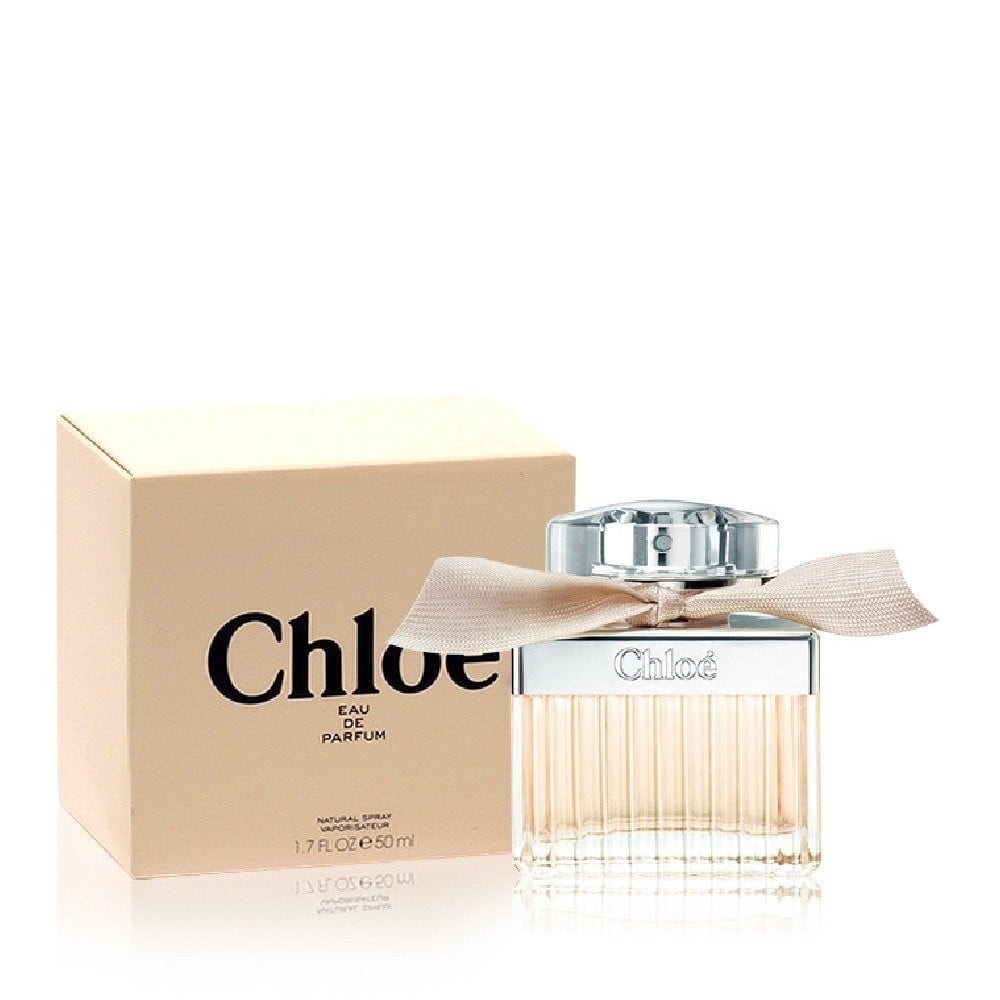 Chloé
EAU
DE
PARFUM
NATURAL SPRAY
VAPORISATEUR
1.7 FL OZ e 50 ml
Chloé